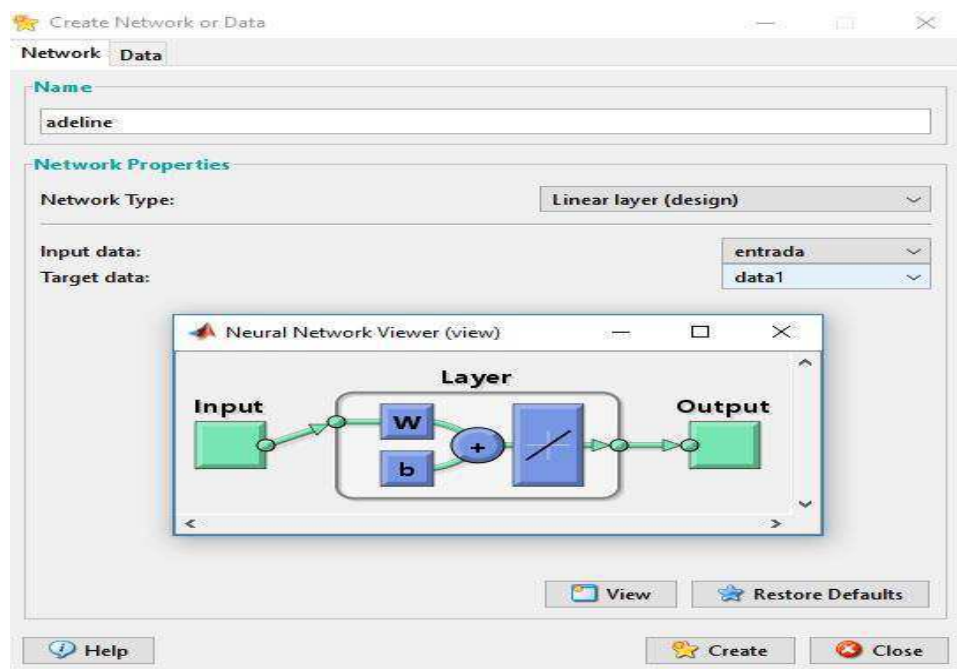 Create Network or Data
Network Data
Name
adeline
Network Properties
Network Type: Linear layer (design)
Input data: entrada
Target data: data1
Neural Network Viewer (view)
Layer
Input
Output
W
+
b
View Restore Defaults
Help Create Close